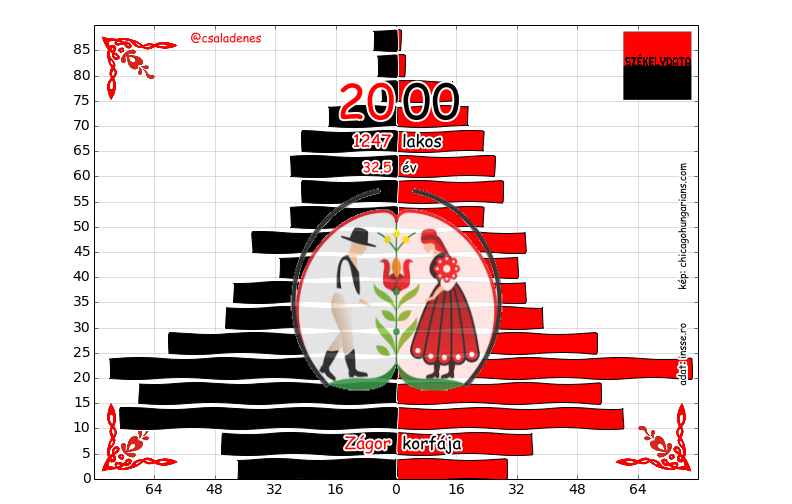 @csaladenes
SZÉKELYDATA
2000
1247 lakos
32.5 év
kép: chicagohungarians.com
adat: insse.ro
Zágor korfája
85
80
75
70
65
60
55
50
45
40
35
30
25
20
15
10
5
0
64 48 32 16 0 16 32 48 64